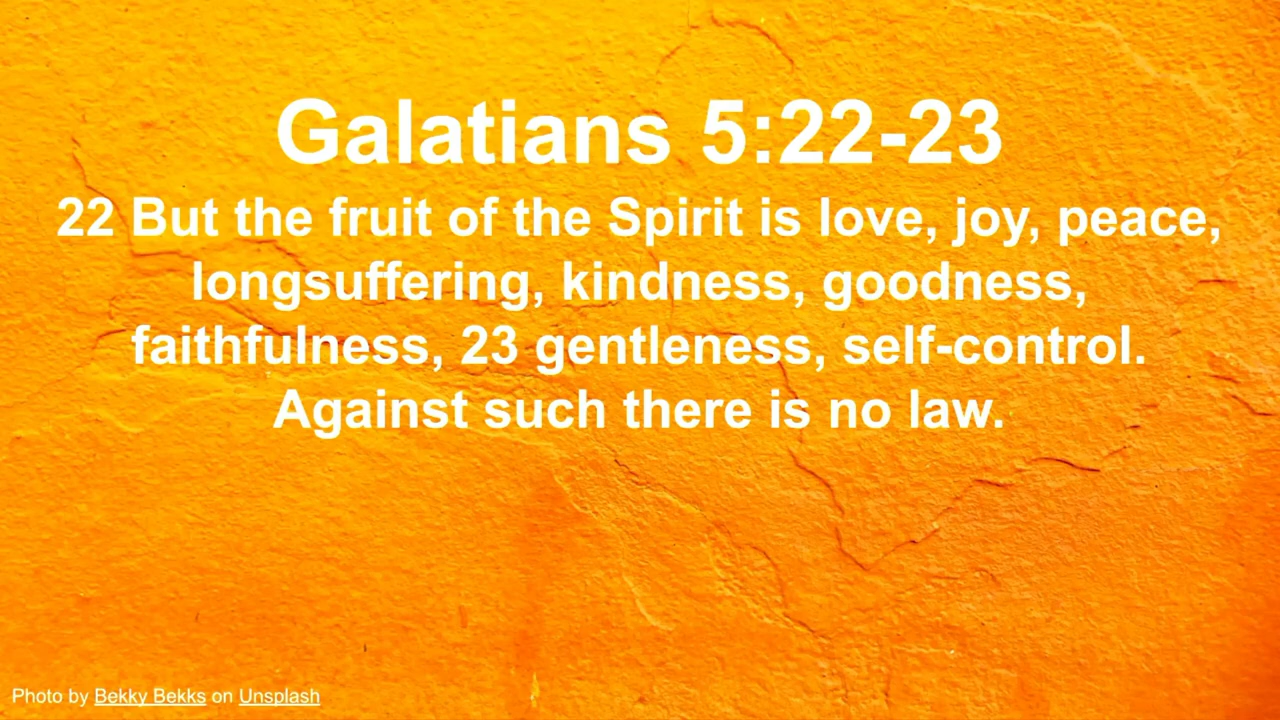 Galatians 5:22-23
22 But the fruit of the Spirit is love, joy, peace,
longsuffering, kindness, goodness,
faithfulness, 23 gentleness, self-control.
Against such there is no law.
Photo by Bekky Bekks on Unsplash